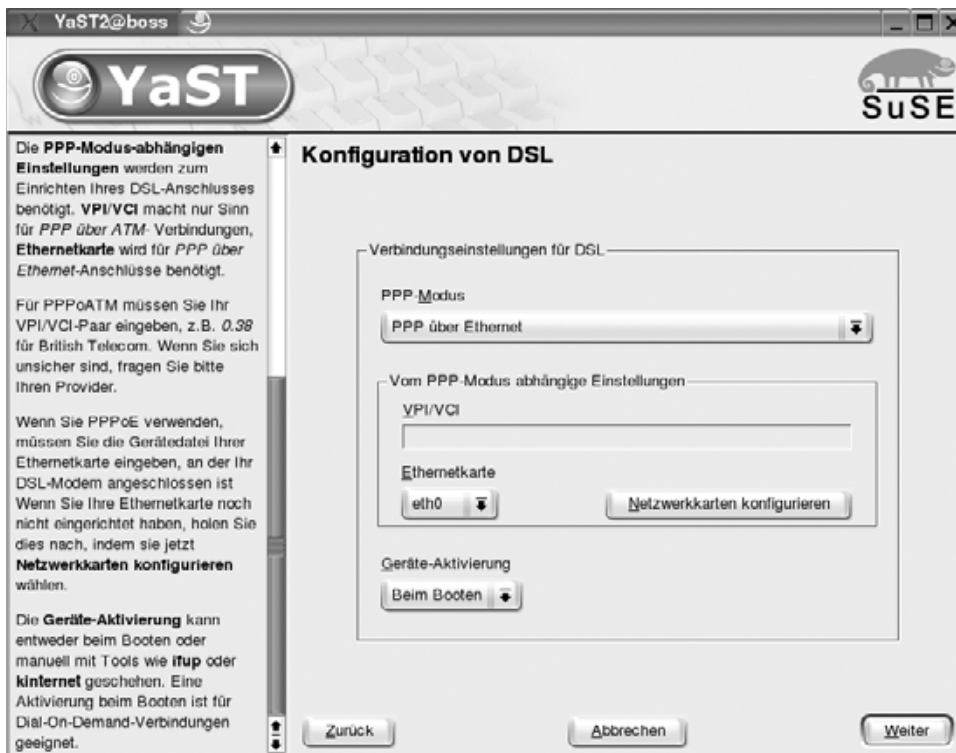 YaST2@boss
YaST
SuSE
Die PPP-Modus-abhängigen
Einstellungen werden zum
Einrichten Ihres DSL-Anschlusses
benötigt. VPI/VCI macht nur Sinn
für PPP über ATM- Verbindungen,
Ethernetkarte wird für PPP über
Ethernet-Anschlüsse benötigt.
Für PPPoATM müssen Sie Ihr
VPI/VCI-Paar eingeben, z.B. 0.38
für British Telecom. Wenn Sie sich
unsicher sind, fragen Sie bitte
Ihren Provider.
Wenn Sie PPPoE verwenden,
müssen Sie die Gerätedatei Ihrer
Ethernetkarte eingeben, an der Ihr
DSL-Modem angeschlossen ist
Wenn Sie Ihre Ethernetkarte noch
nicht eingerichtet haben, holen Sie
dies nach, indem sie jetzt
Netzwerkkarten konfigurieren
wählen.
Die Geräte-Aktivierung kann
entweder beim Booten oder
manuell mit Tools wie ifup oder
kinternet geschehen. Eine
Aktivierung beim Booten ist für
Dial-On-Demand-Verbindungen
geeignet.
Konfiguration von DSL
Verbindungseinstellungen für DSL
PPP-Modus
PPP über Ethernet
Vom PPP-Modus abhängige Einstellungen
VPI/VCI
Ethernetkarte
eth0
Netzwerkkarten konfigurieren
Geräte-Aktivierung
Beim Booten
Zurück
Abbrechen
Weiter